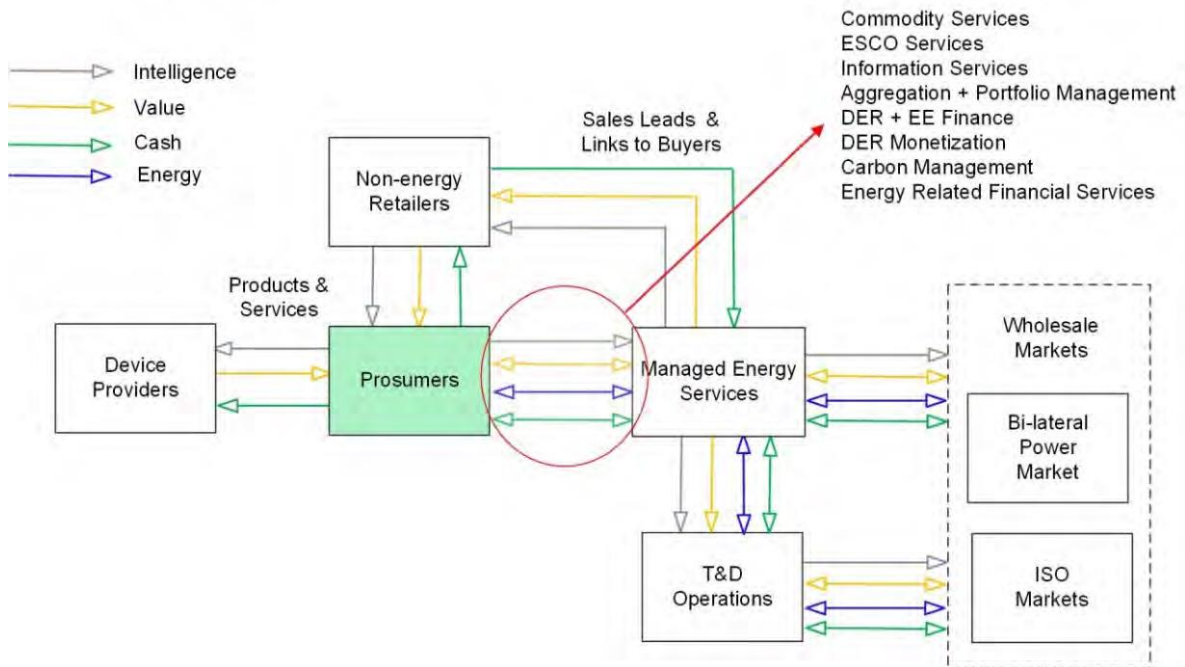 Commodity Services
ESCO Services
Information Services
Aggregation + Portfolio Management
DER + EE Finance
DER Monetization
Carbon Management
Energy Related Financial Services
Intelligence
Value
Cash
Energy
Sales Leads &
Links to Buyers
Non-energy
Retailers
Products &
Services
Device
Providers
Prosumers
Managed Energy
Services
Wholesale
Markets
Bi-lateral
Power
Market
T&D
Operations
ISO
Markets